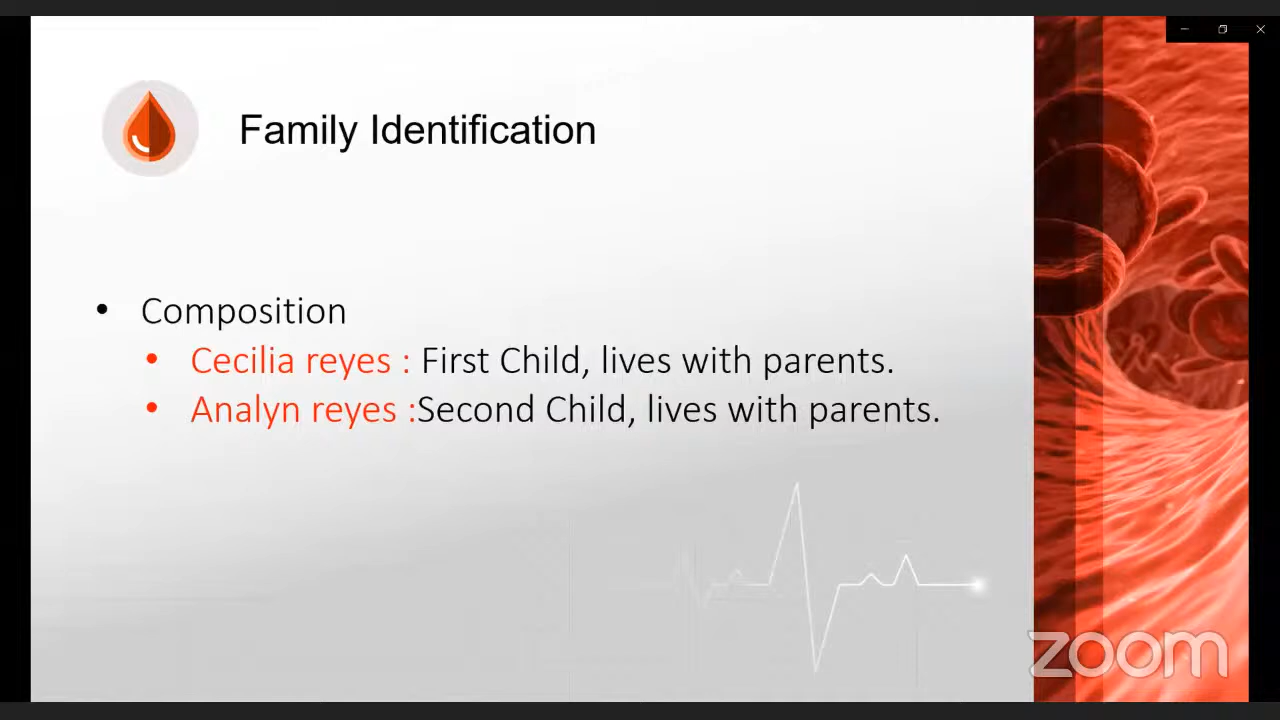 Family Identification
• Composition
• Cecilia reyes : First Child, lives with parents.
• Analyn reyes :Second Child, lives with parents.
zoom